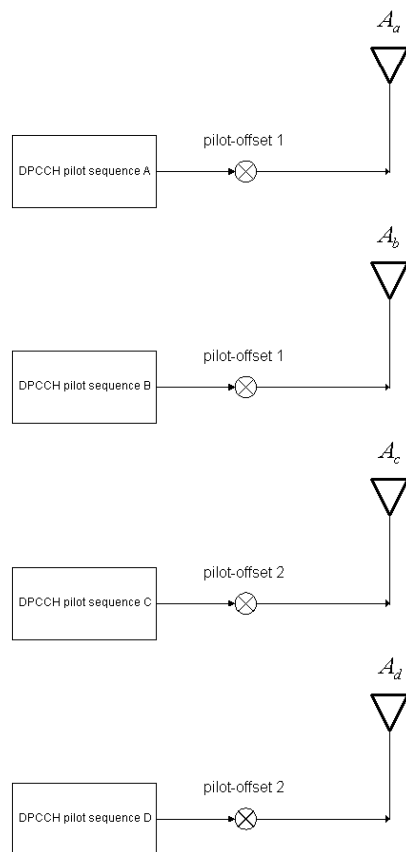 A_a
pilot-offset 1
DPCCH pilot sequence A
A_b
pilot-offset 1
DPCCH pilot sequence B
A_c
pilot-offset 2
DPCCH pilot sequence C
A_d
pilot-offset 2
DPCCH pilot sequence D